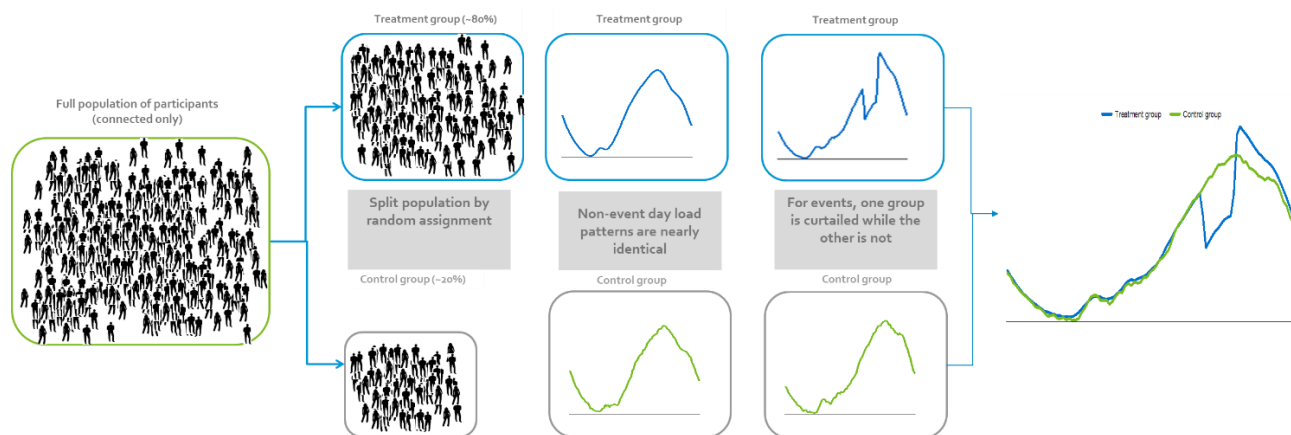 Full population of participants
(connected only)
Treatment group (~80%)
Split population by
random assignment
Control group (~20%)
Treatment group
Non-event day load
patterns are nearly
identical
Control group
Treatment group
For events, one group
is curtailed while the
other is not
Control group
Treatment group
Control group